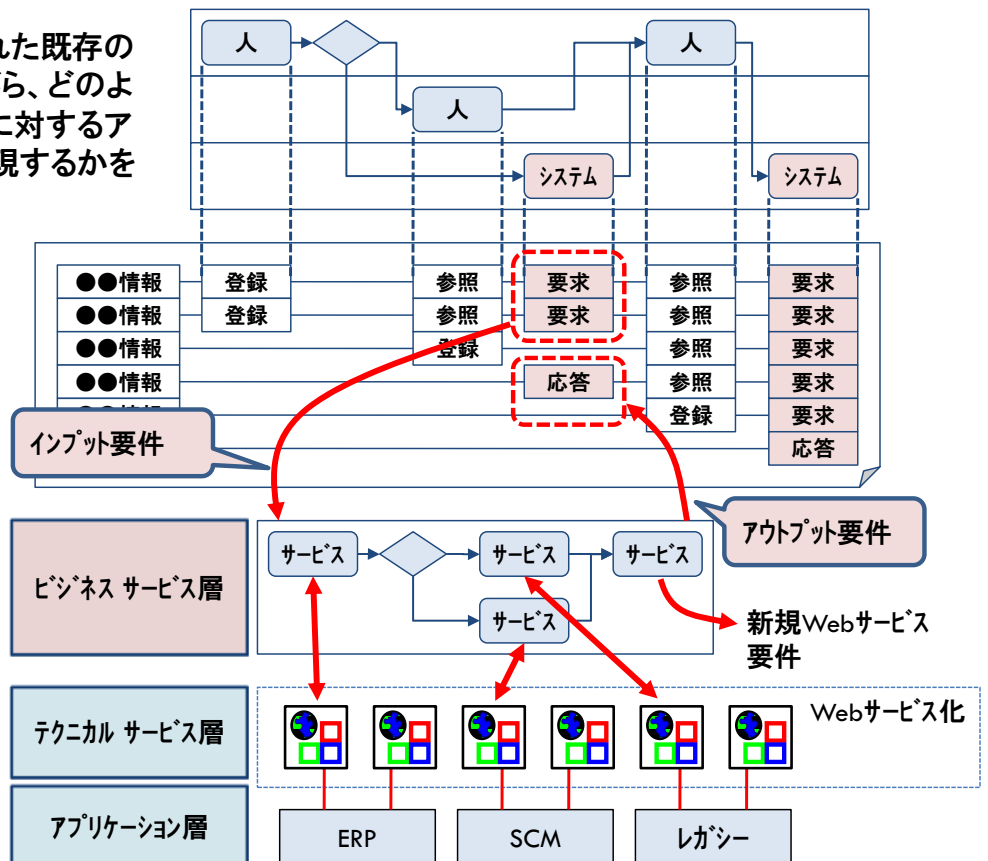 れた既存の
ら、どのよ
に対するア
現するかを
人
人
人
システム
システム
●●情報 登録 参照 要求 参照 要求
●●情報 登録 参照 要求 参照 要求
●●情報 登録 参照 要求
●●情報 応答 参照 要求
登録 要求
応答
インプット要件
アウトプット要件
ビジネス サービス層
サービス
サービス
サービス
サービス
新規Webサービス
要件
テクニカル サービス層
Webサービス化
アプリケーション層
ERP
SCM
レガシー